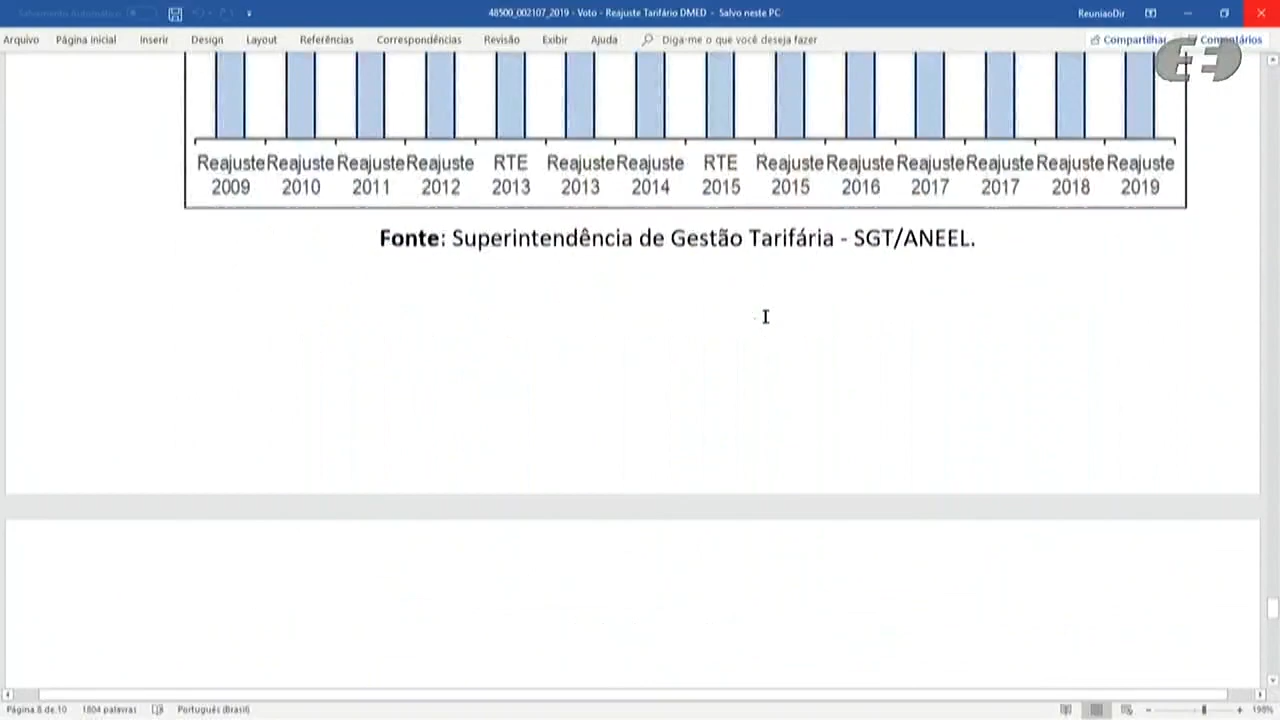 48500_002107_2019 - Voto - Reajuste Tarifário DMED - Salvo neste PC
ReuniaoDir
Arquivo Página Inicial Inserir Design Layout Referências Correspondências Revisão Exibir Ajuda Diga-me o que você deseja fazer Compartilhar Comentários
Reajuste Reajuste Reajuste Reajuste RTE Reajuste Reajuste RTE Reajuste Reajuste Reajuste Reajuste Reajuste Reajuste
2009 2010 2011 2012 2013 2013 2014 2015 2015 2016 2017 2017 2018 2019
Fonte: Superintendência de Gestão Tarifária - SGT/ANEEL.
Página 8 de 10 1804 palavras Português (Brasil) 198%